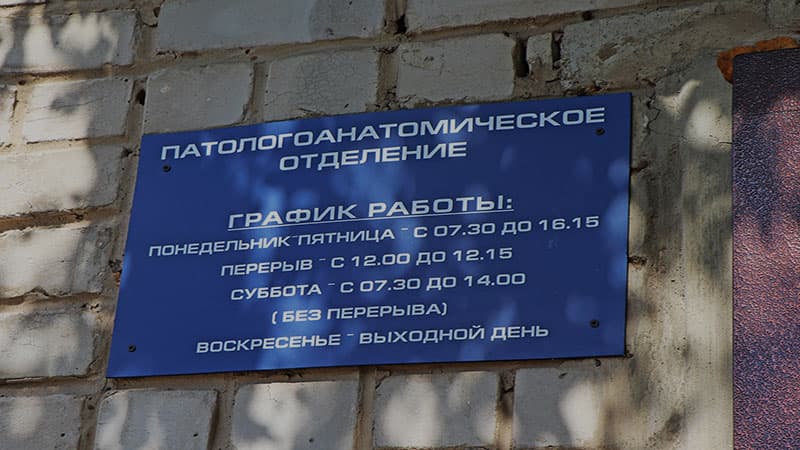 ПАТОЛОГОАНАТОМИЧЕСКОЕ
ОТДЕЛЕНИЕ
ГРАФИК РАБОТЫ:
ПОНЕДЕЛЬНИК-ПЯТНИЦА - С 07.30 ДО 16.15
ПЕРЕРЫВ - С 12.00 ДО 12.15
СУББОТА - С 07.30 ДО 14.00
( БЕЗ ПЕРЕРЫВА)
ВОСКРЕСЕНЬЕ - ВЫХОДНОЙ ДЕНЬ